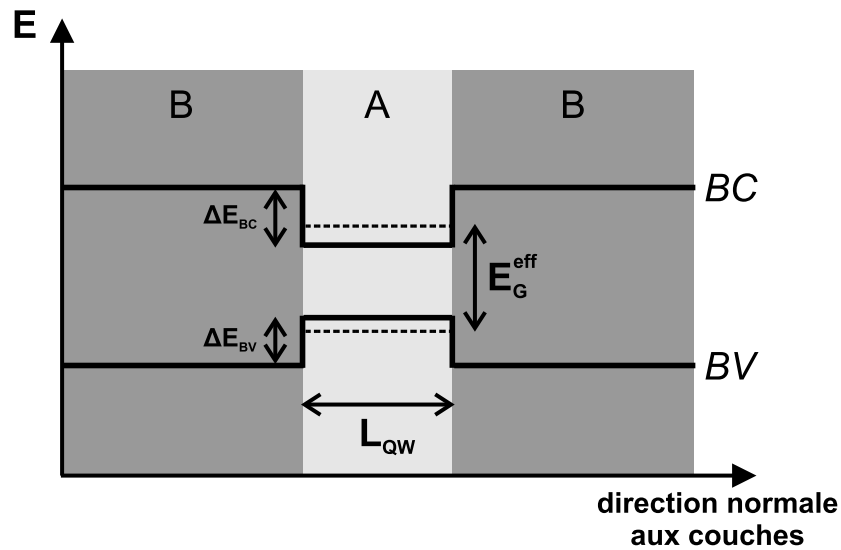 E
B A B
BC
ΔE_BC
E_G^eff
ΔE_BV
BV
L_QW
direction normale
aux couches